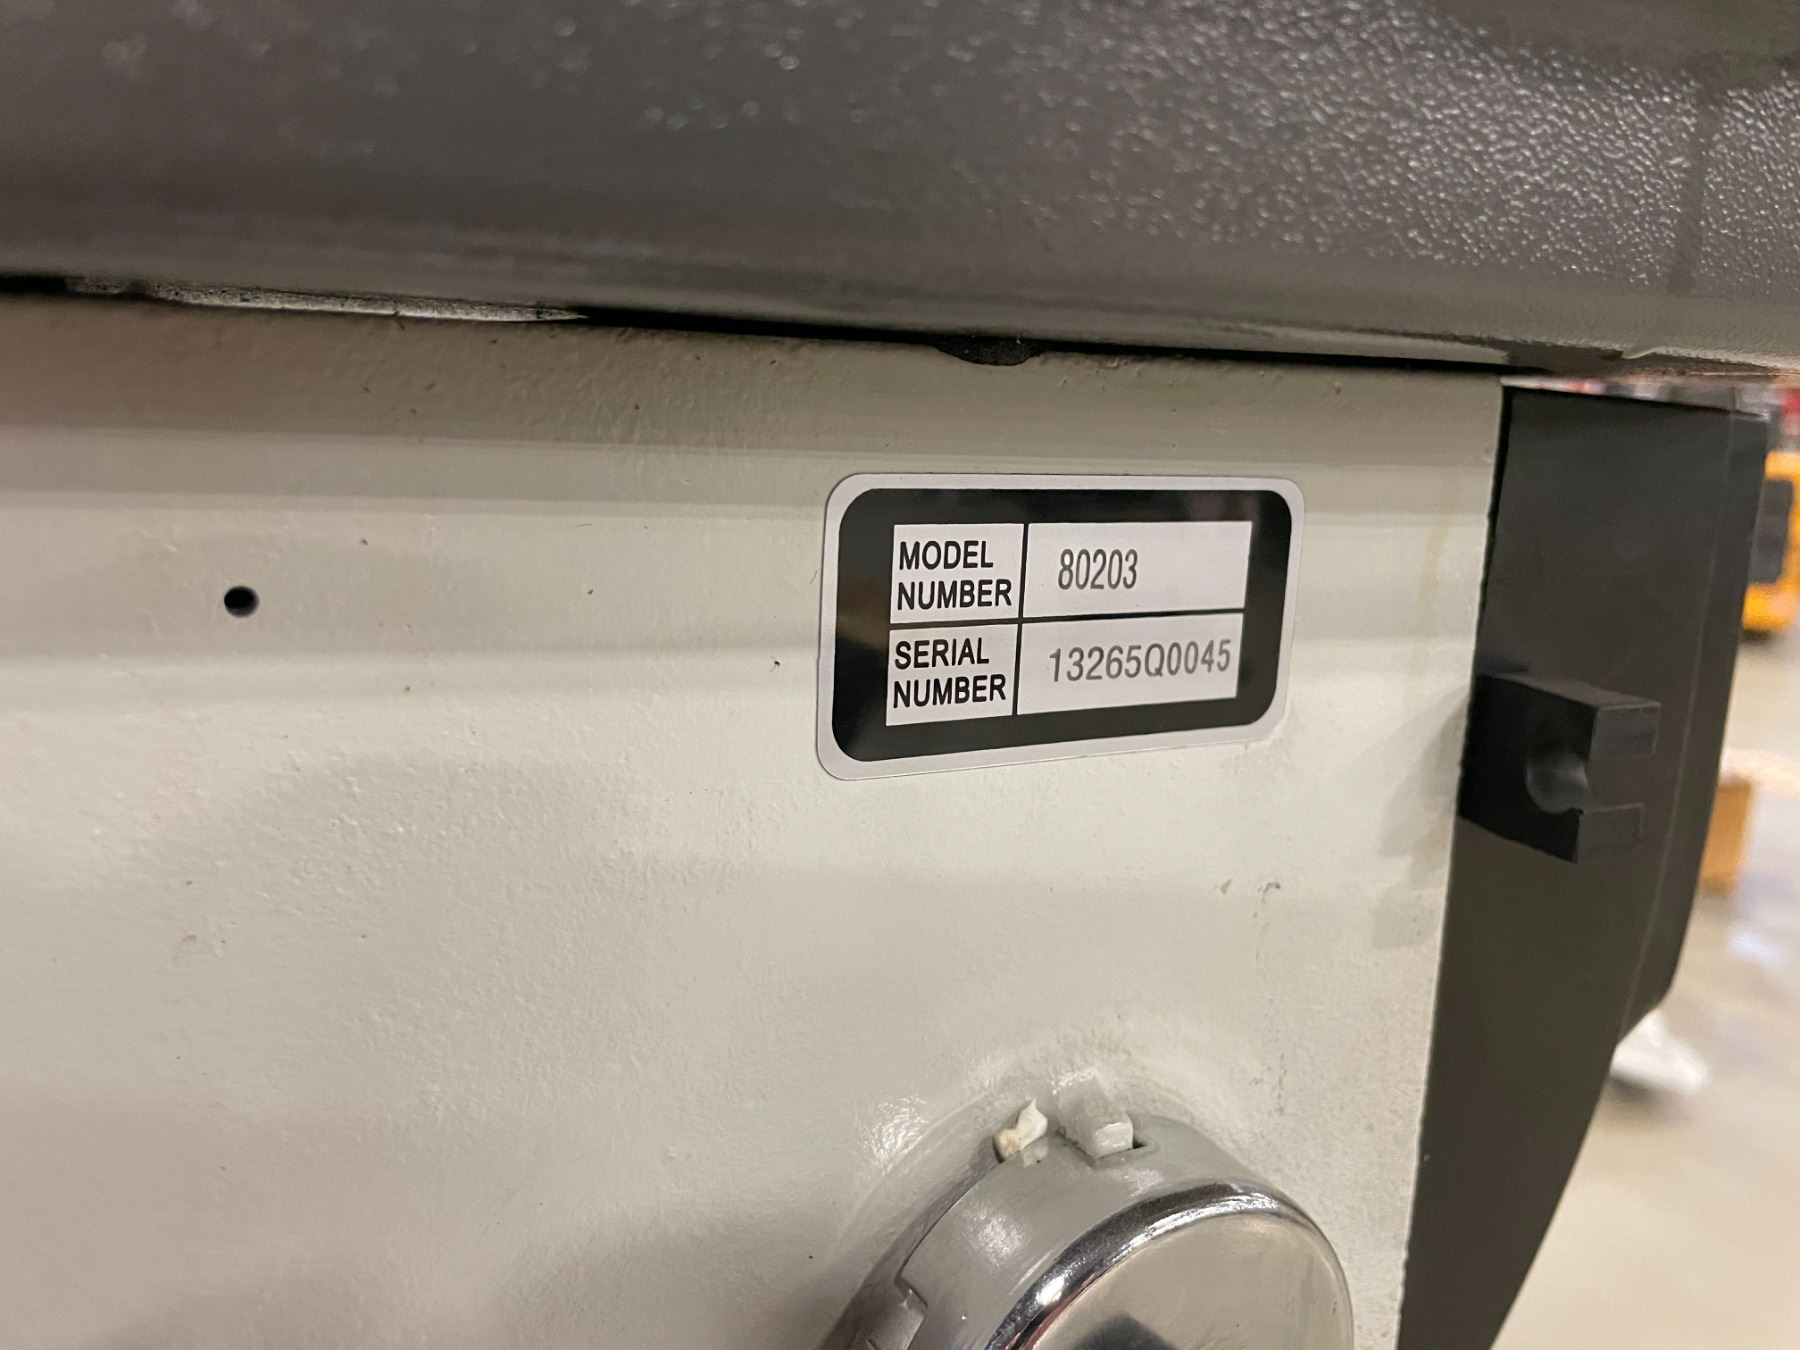 MODEL
NUMBER
80203
SERIAL
NUMBER
13265Q0045